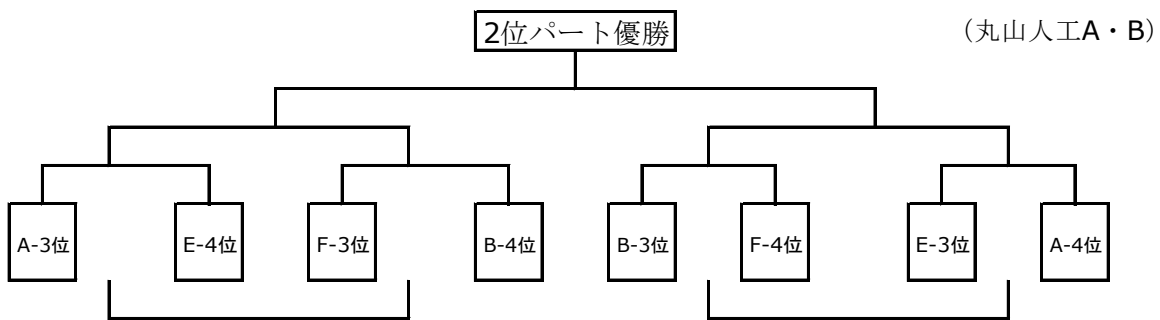 2位パート優勝
(丸山人工A・B)
A-3位
E-4位
F-3位
B-4位
B-3位
F-4位
E-3位
A-4位